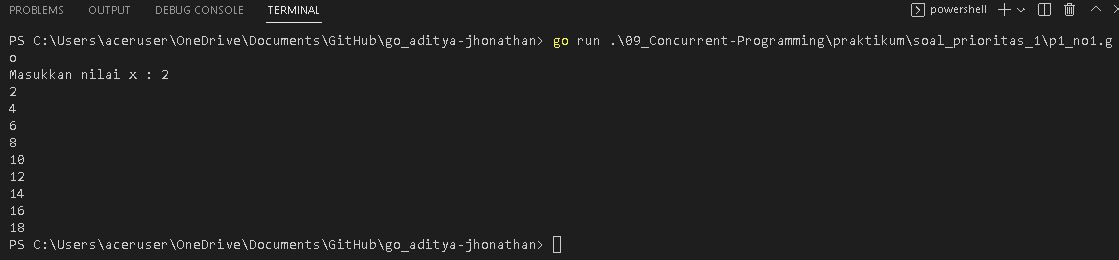 PROBLEMS OUTPUT DEBUG CONSOLE TERMINAL powershell
PS C:\Users\aceruser\OneDrive\Documents\GitHub\go_aditya-jhonathan> go run .\09_Concurrent-Programming\praktikum\soal_prioritas_1\p1_no1.g
o
Masukkan nilai x : 2
2
4
6
8
10
12
14
16
18
PS C:\Users\aceruser\OneDrive\Documents\GitHub\go_aditya-jhonathan>